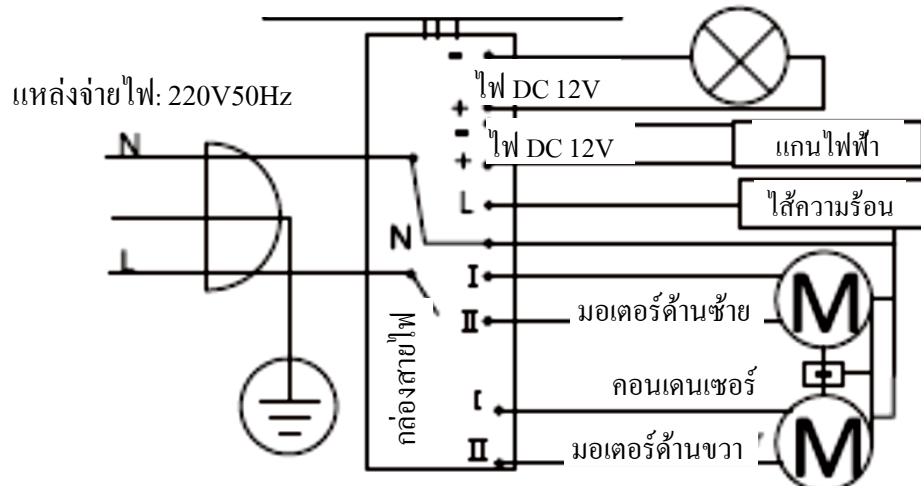 -
แหล่งจ่ายไฟ: 220V50Hz
ไฟ DC 12V
+
-
ไฟ DC 12V
+
แกนไฟฟ้า
N
L
ไส้ความร้อน
N
L
I
II
มอเตอร์ด้านซ้าย
M
กล่องสายไฟ
คอนเดนเซอร์
I
II
มอเตอร์ด้านขวา
M